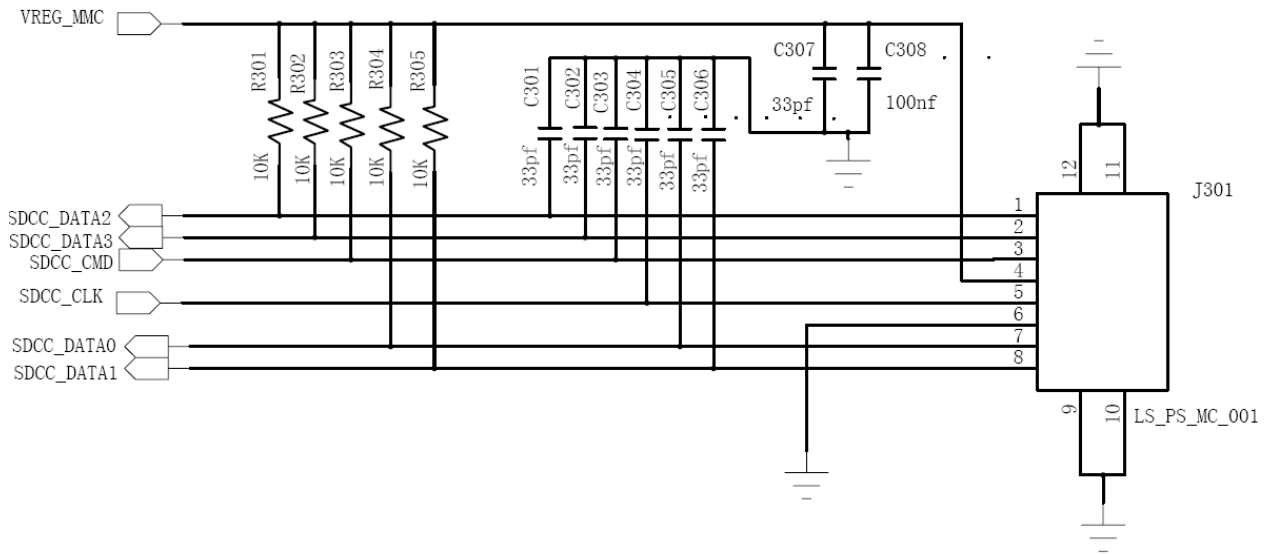 VREG_MMC
R301
R302
R303
R304
R305
10K
10K
10K
10K
10K
C301
C302
C303
C304
C305
C306
33pf
33pf
33pf
33pf
33pf
33pf
C307
33pf
C308
100nf
SDCC_DATA2
SDCC_DATA3
SDCC_CMD
SDCC_CLK
SDCC_DATA0
SDCC_DATA1
12
11
J301
1
2
3
4
5
6
7
8
9
10
LS_PS_MC_001